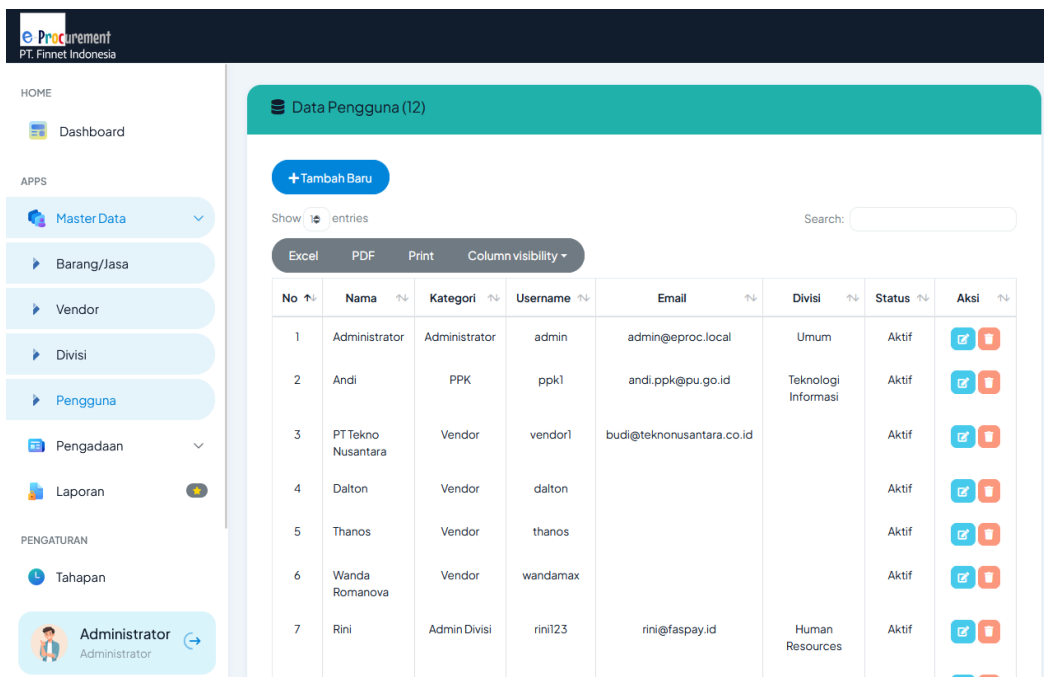 e-Procurement
PT. Finnet Indonesia
HOME
Dashboard
APPS
Master Data
Barang/Jasa
Vendor
Divisi
Pengguna
Pengadaan
Laporan
PENGATURAN
Tahapan
Administrator
Administrator
Data Pengguna (12)
+Tambah Baru
Show entries
Search:
Excel PDF Print Column visibility
No Nama Kategori Username Email Divisi Status Aksi
1 Administrator Administrator admin admin@eproc.local Umum Aktif
2 Andi PPK ppk1 andi.ppk@pu.go.id Teknologi Aktif
Informasi
3 PT Tekno Vendor vendor1 budi@teknonusantara.co.id Aktif
Nusantara
4 Dalton Vendor dalton Aktif
5 Thanos Vendor thanos Aktif
6 Wanda Vendor wandamax Aktif
Romanova
7 Rini Admin Divisi rini123 rini@faspay.id Human Aktif
Resources